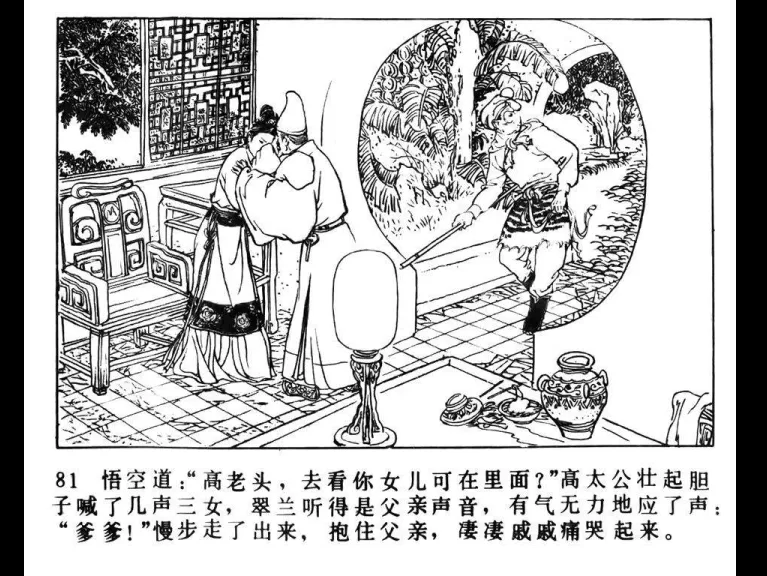 81 悟空道：“高老头，去看你女儿可在里面？”高太公壮起胆
子喊了几声三女，翠兰听得是父亲声音，有气无力地应了声：
“爹爹！”慢步走了出来，抱住父亲，凄凄戚戚痛哭起来。